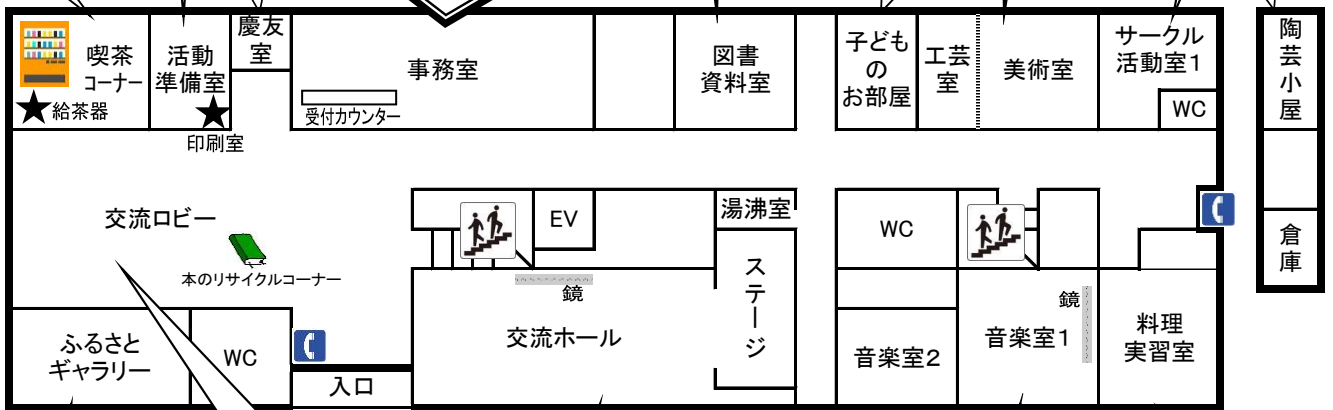 喫茶
コーナー
給茶器
活動
準備室
印刷室
慶友
室
事務室
受付カウンター
図書
資料室
子ども
の
お部屋
工芸
室
美術室
サークル
活動室1
WC
陶芸小屋
倉庫
交流ロビー
本のリサイクルコーナー
EV
湯沸室
WC
ステージ
鏡
交流ホール
ふるさと
ギャラリー
WC
入口
音楽室2
音楽室1
鏡
料理
実習室